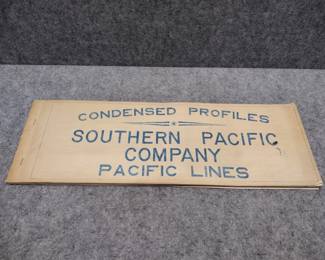 CONDENSED PROFILES
SOUTHERN PACIFIC
COMPANY
PACIFIC LINES